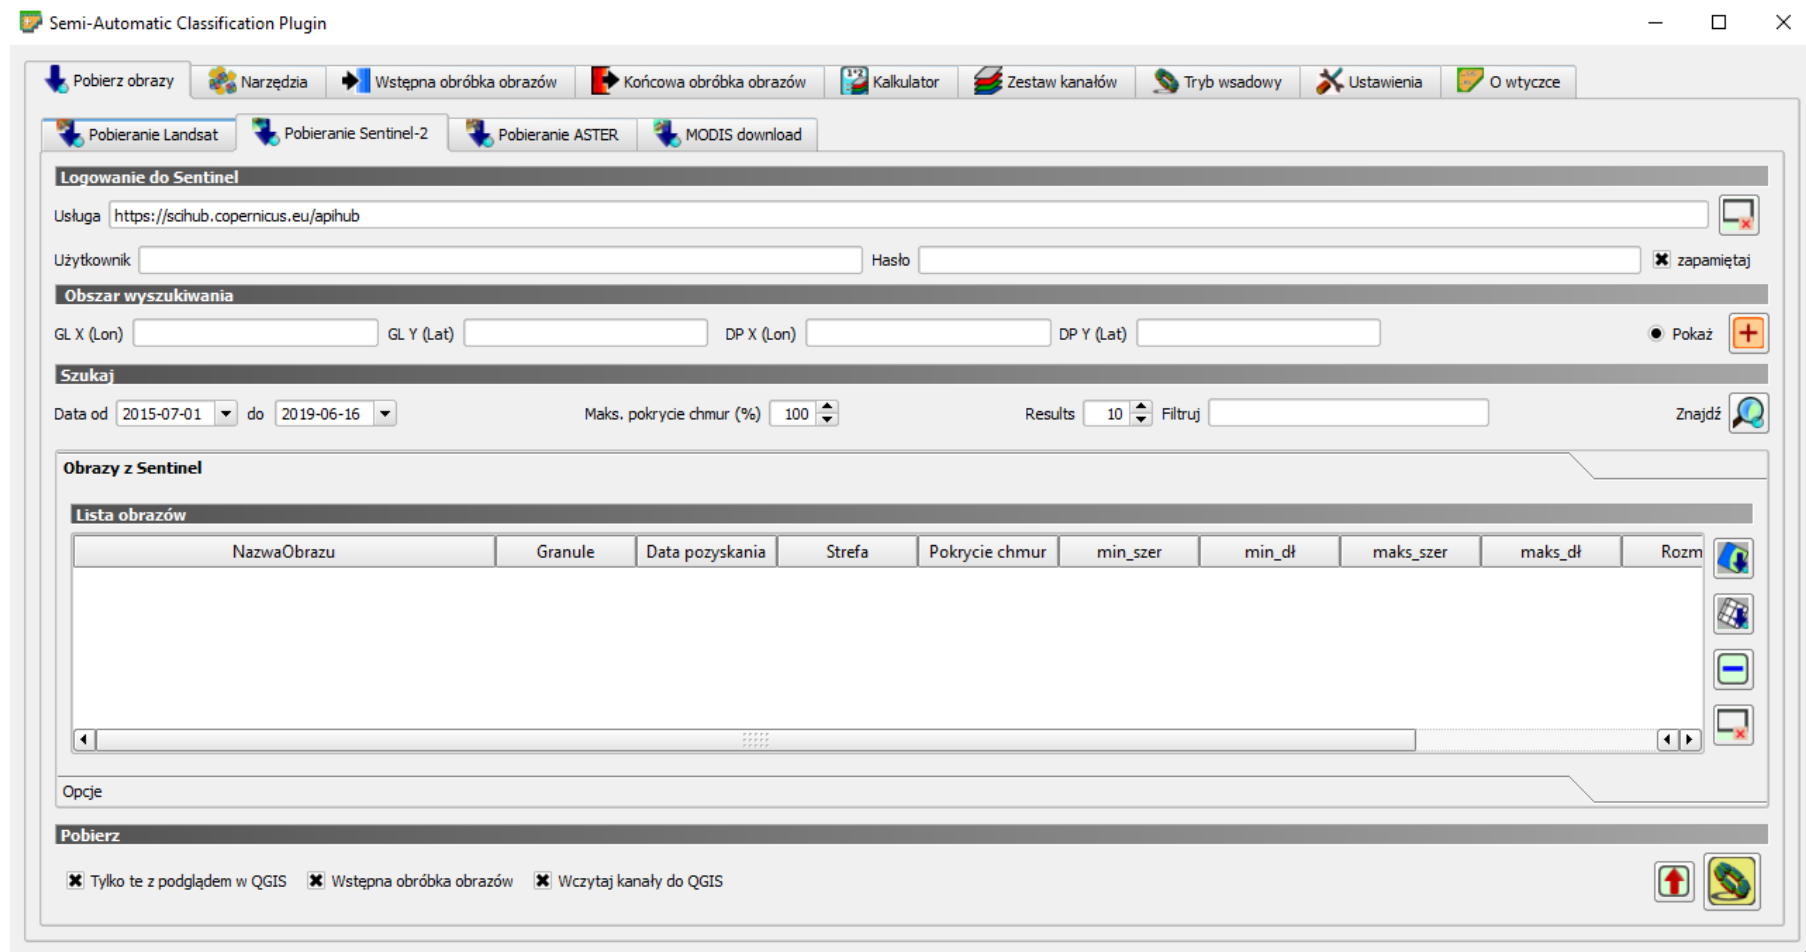 Semi-Automatic Classification Plugin
Pobierz obrazy Narzędzia Wstępna obróbka obrazów Końcowa obróbka obrazów Kalkulator Zestaw kanałów Tryb wsadowy Ustawienia O wtyczce
Pobieranie Landsat Pobieranie Sentinel-2 Pobieranie ASTER MODIS download
Logowanie do Sentinel
Usługa https://scihub.copernicus.eu/apihub
Użytkownik Hasło zapamiętaj
Obszar wyszukiwania
GL X (Lon) GL Y (Lat) DP X (Lon) DP Y (Lat) Pokaż
Szukaj
Data od 2015-07-01 do 2019-06-16 Maks. pokrycie chmur (%) 100 Results 10 Filtruj Znajdź
Obrazy z Sentinel
Lista obrazów
NazwaObrazu Granule Data pozyskania Strefa Pokrycie chmur min_szer min_dł maks_szer maks_dł Rozm
Opcje
Pobierz
Tylko te z podglądem w QGIS Wstępna obróbka obrazów Wczytaj kanały do QGIS